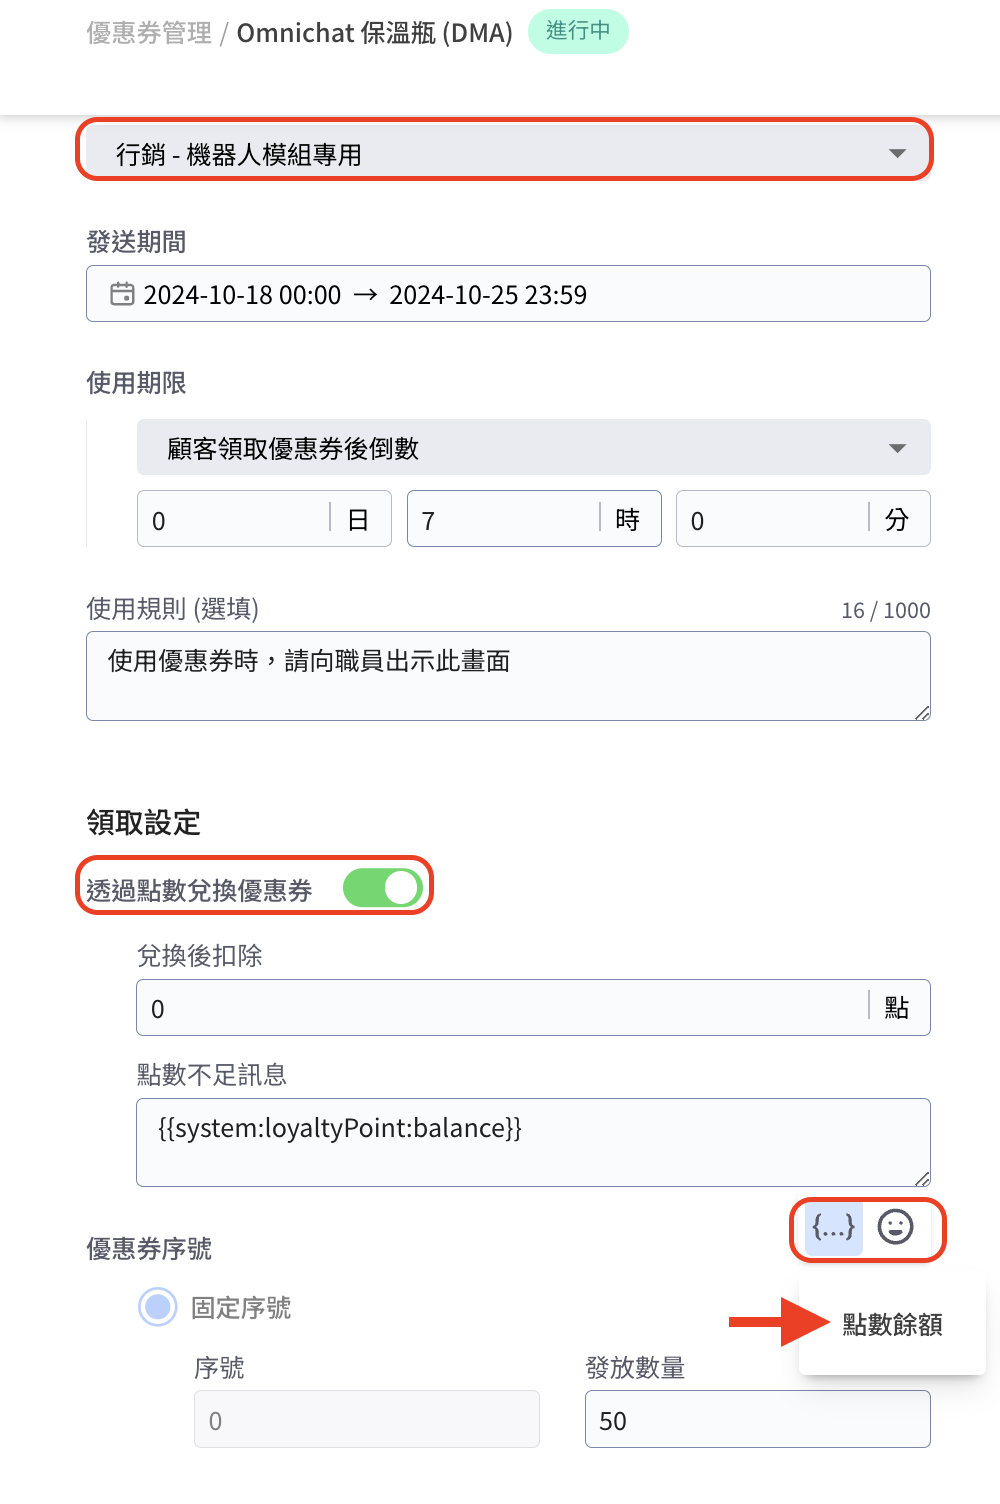 優惠券管理 / Omnichat 保溫瓶 (DMA) 進行中
行銷 - 機器人模組專用
發送期間
2024-10-18 00:00 → 2024-10-25 23:59
使用期限
顧客領取優惠券後倒數
0 日 7 時 0 分
使用規則 (選填) 16 / 1000
使用優惠券時，請向職員出示此畫面
領取設定
透過點數兌換優惠券
兌換後扣除
0 點
點數不足訊息
{{system:loyaltyPoint:balance}}
{...}
優惠券序號
固定序號
點數餘額
序號 發放數量
0 50